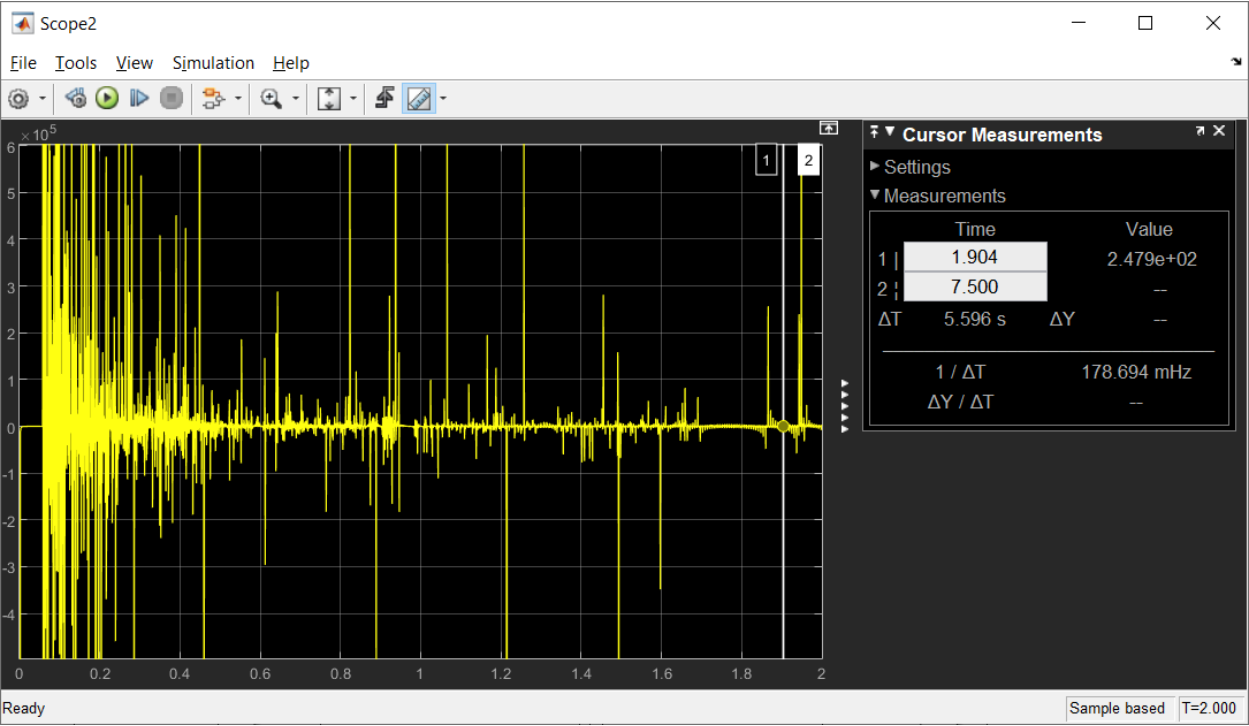 Scope2
File Tools View Simulation Help
×10^5
6
5
4
3
2
1
0
-1
-2
-3
-4
0 0.2 0.4 0.6 0.8 1 1.2 1.4 1.6 1.8 2
1 2
Cursor Measurements
Settings
Measurements
Time Value
1 | 1.904 2.479e+02
2 ¦ 7.500 --
ΔT 5.596 s ΔY --
1 / ΔT 178.694 mHz
ΔY / ΔT --
Ready Sample based T=2.000